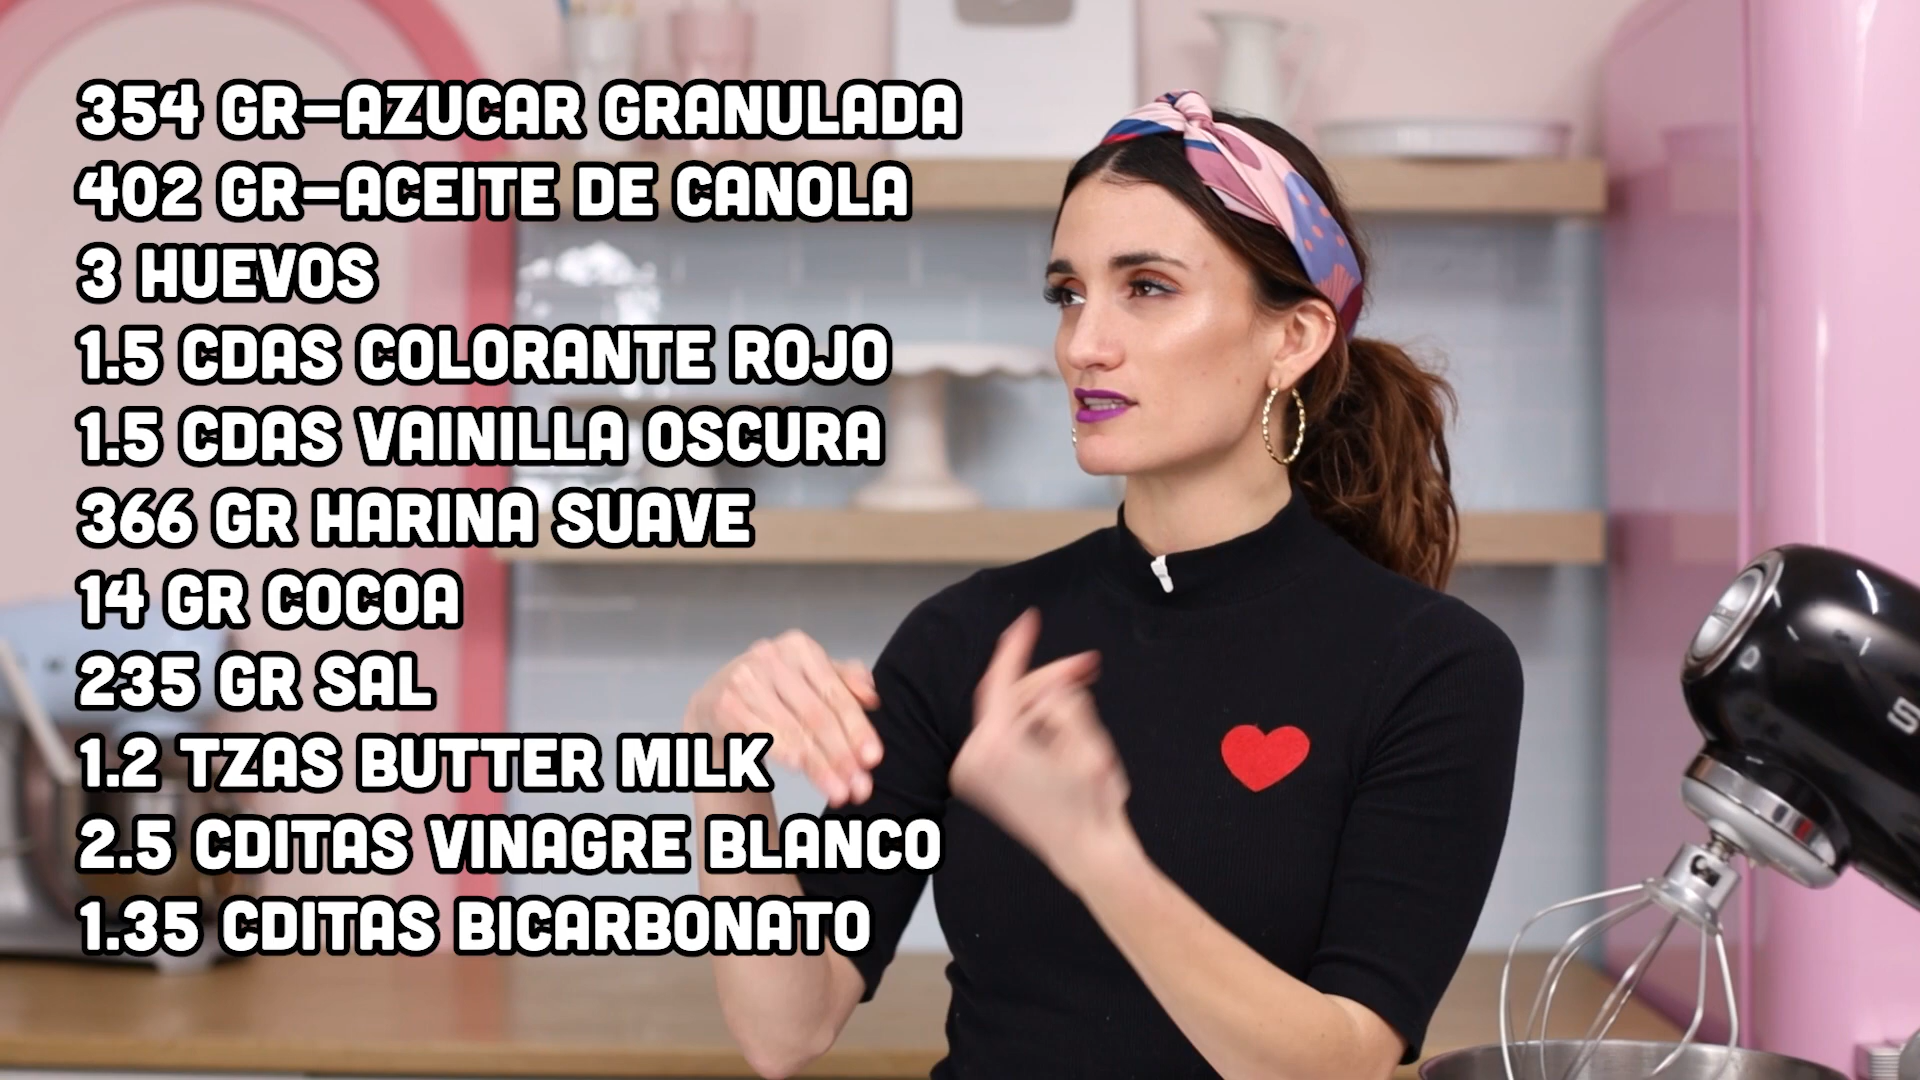 354 GR-AZUCAR GRANULADA
402 GR-ACEITE DE CANOLA
3 HUEVOS
1.5 CDAS COLORANTE ROJO
1.5 CDAS VAINILLA OSCURA
366 GR HARINA SUAVE
14 GR COCOA
235 GR SAL
1.2 TZAS BUTTER MILK
2.5 CDITAS VINAGRE BLANCO
1.35 CDITAS BICARBONATO